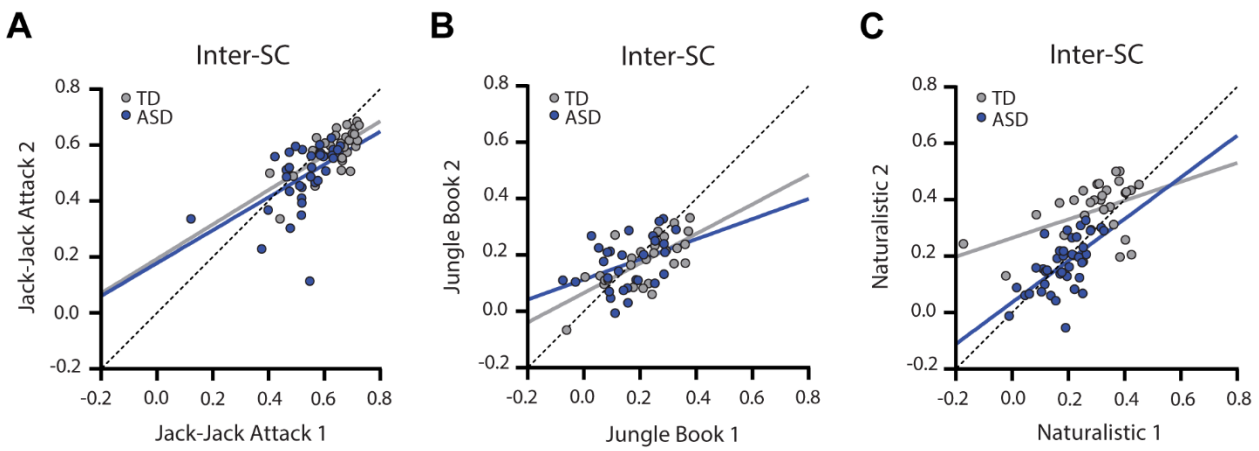 A
Inter-SC
TD
ASD
Jack-Jack Attack 2
0.8
0.6
0.4
0.2
0.0
-0.2
-0.2 0.0 0.2 0.4 0.6 0.8
Jack-Jack Attack 1
B
Inter-SC
TD
ASD
Jungle Book 2
0.8
0.6
0.4
0.2
0.0
-0.2
-0.2 0.0 0.2 0.4 0.6 0.8
Jungle Book 1
C
Inter-SC
TD
ASD
Naturalistic 2
0.8
0.6
0.4
0.2
0.0
-0.2
-0.2 0.0 0.2 0.4 0.6 0.8
Naturalistic 1